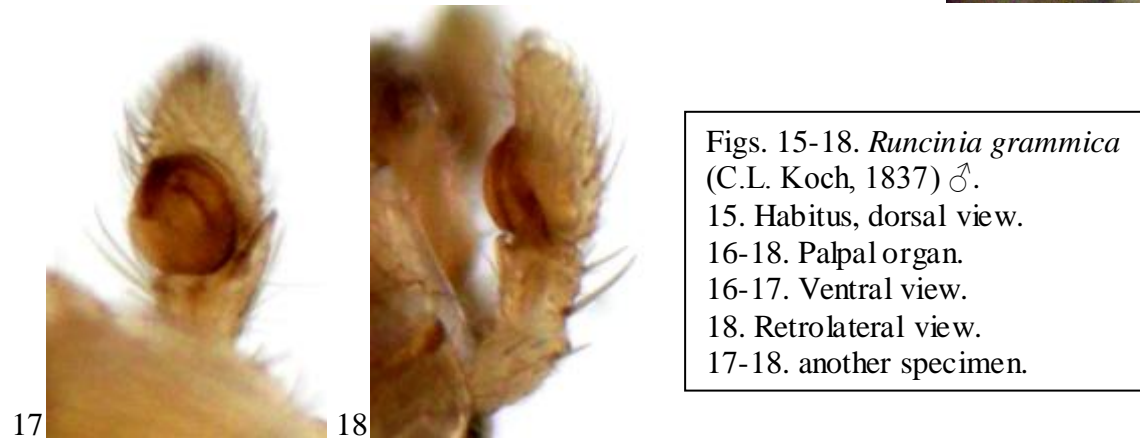 17
18
Figs. 15-18. Runcinia grammica
(C.L. Koch, 1837) ♂.
15. Habitus, dorsal view.
16-18. Palpal organ.
16-17. Ventral view.
18. Retrolateral view.
17-18. another specimen.